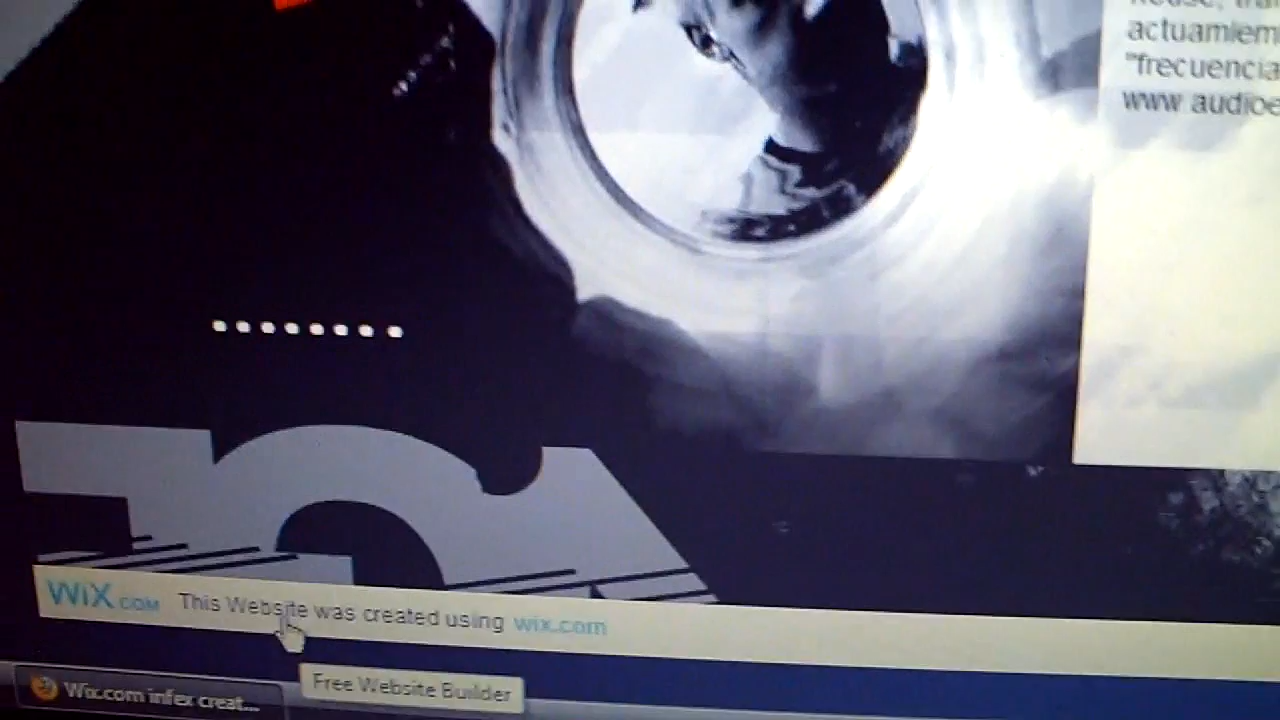 actuamiem
"frecuencia
www audioe
WiX.COM This Website was created using wix.com
Free Website Builder
Wix.com infex creat...